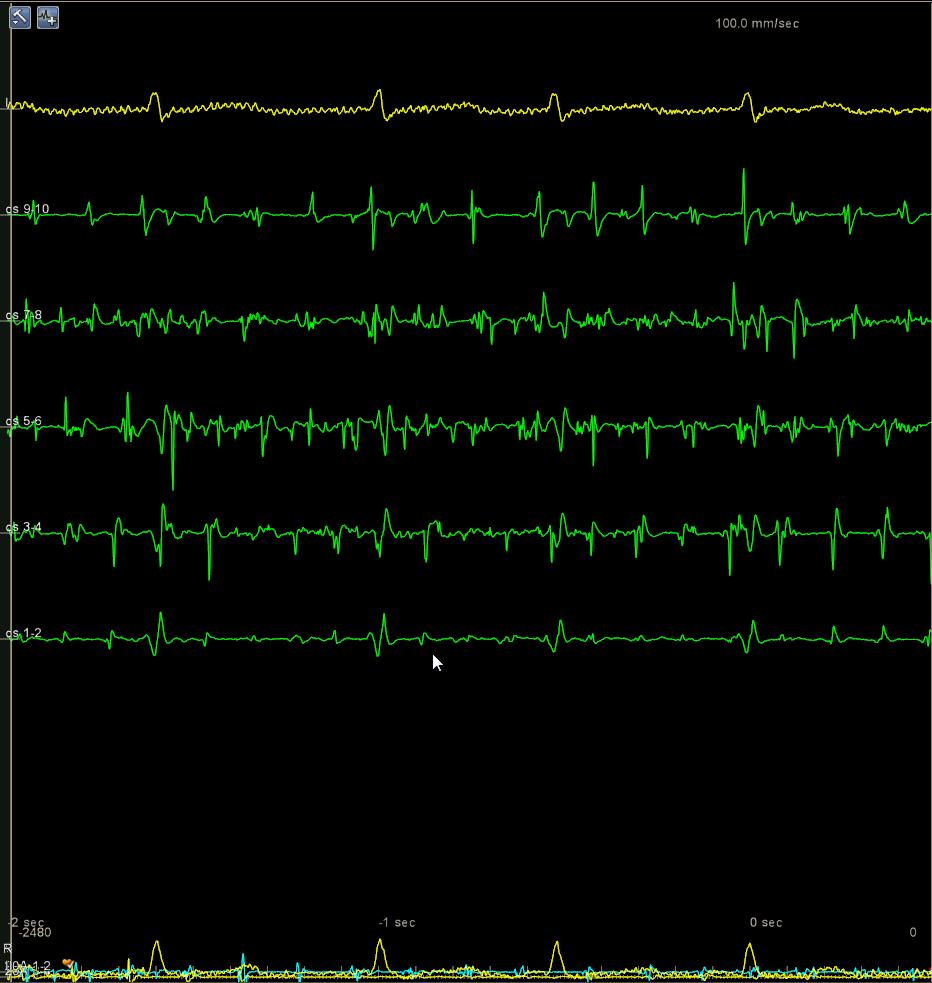 100.0 mm/sec
I
cs 9-10
cs 7-8
cs 5-6
cs 3-4
cs 1-2
-2 sec -1 sec 0 sec
-2480 0
R